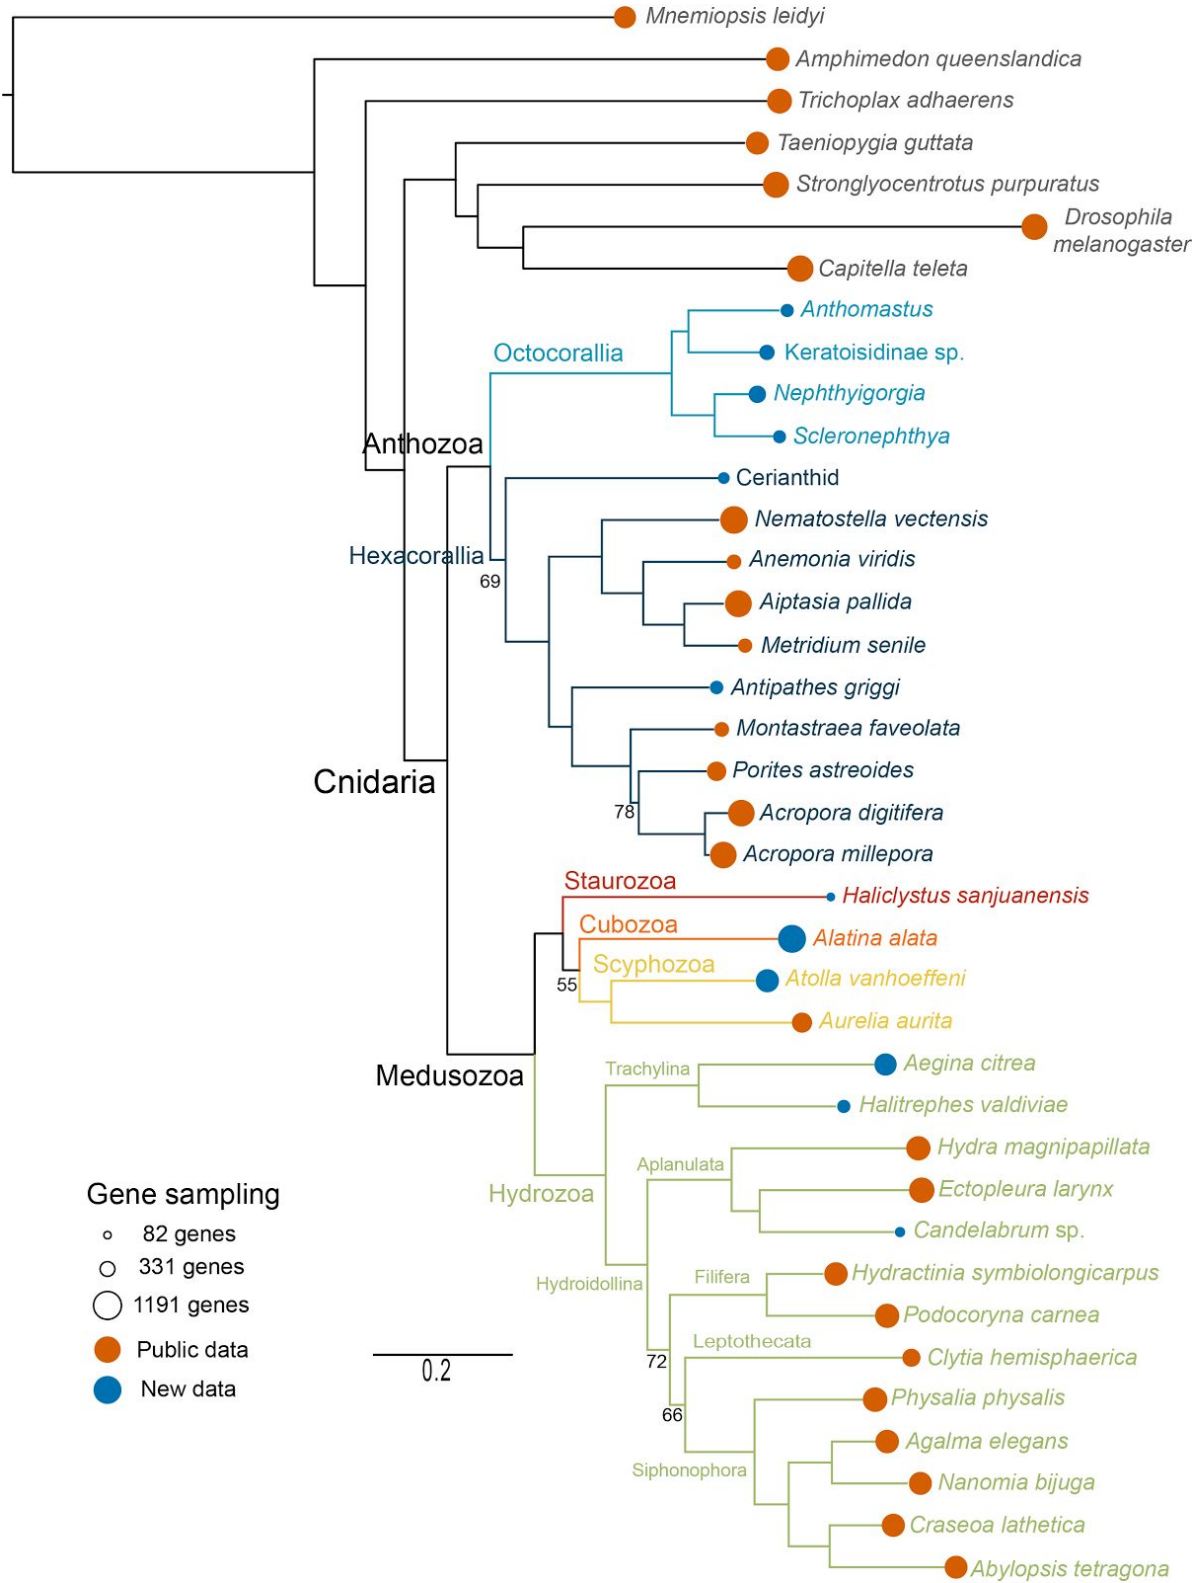 Mnemiopsis leidyi
Amphimedon queenslandica
Trichoplax adhaerens
Taeniopygia guttata
Stronglyocentrotus purpuratus
Drosophila
melanogaster
Capitella teleta
Anthomastus
Octocorallia
Keratoisidinae sp.
Nephthyigorgia
Scleronephthya
Anthozoa
Cerianthid
Nematostella vectensis
Hexacorallia
Anemonia viridis
69
Aiptasia pallida
Metridium senile
Antipathes griggi
Montastraea faveolata
Porites astreoides
Cnidaria
78
Acropora digitifera
Acropora millepora
Staurozoa
Haliclystus sanjuanensis
Cubozoa
Alatina alata
Scyphozoa
Atolla vanhoeffeni
55
Aurelia aurita
Medusozoa
Trachylina
Aegina citrea
Halitrephes valdiviae
Hydra magnipapillata
Aplanulata
Ectopleura larynx
Hydrozoa
Candelabrum sp.
Hydroidollina
Filifera
Hydractinia symbiolongicarpus
Podocoryna carnea
Leptothecata
72
Clytia hemisphaerica
Physalia physalis
66
Agalma elegans
Siphonophora
Nanomia bijuga
Craseoa lathetica
Abylopsis tetragona
Gene sampling
82 genes
331 genes
1191 genes
Public data
New data
0.2